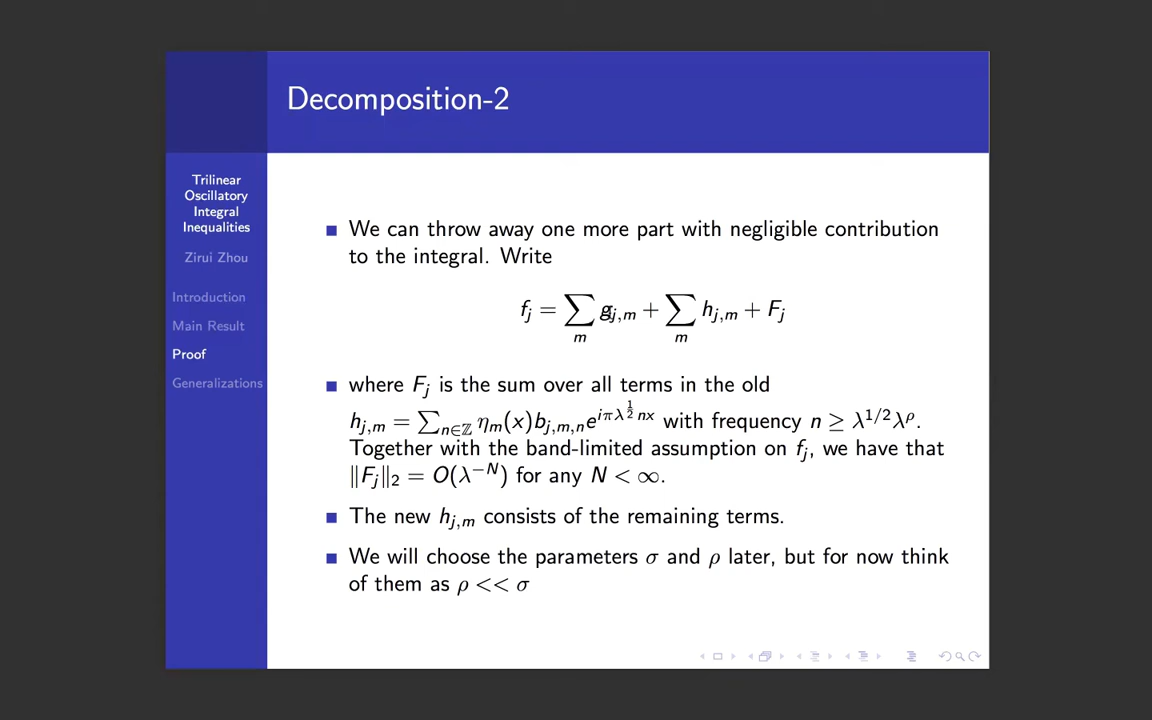 Decomposition-2
Trilinear
Oscillatory
Integral
Inequalities
Zirui Zhou
Introduction
Main Result
Proof
Generalizations
We can throw away one more part with negligible contribution
to the integral. Write
f_j = ∑_m g_{j,m} + ∑_m h_{j,m} + F_j
where F_j is the sum over all terms in the old
h_{j,m} = ∑_{n∈ℤ} η_m(x)b_{j,m,n}e^{iπλ^{1/2}nx} with frequency n ≥ λ^{1/2}λ^ρ.
Together with the band-limited assumption on f_j, we have that
‖F_j‖_2 = O(λ^{−N}) for any N < ∞.
The new h_{j,m} consists of the remaining terms.
We will choose the parameters σ and ρ later, but for now think
of them as ρ << σ